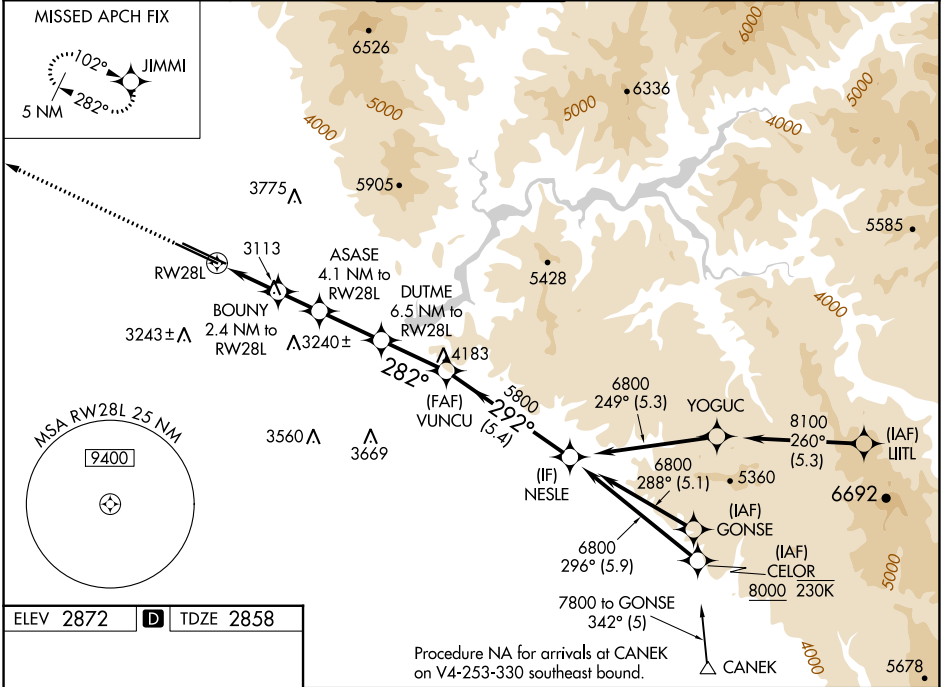 MISSED APCH FIX
JIMMI
102°
282°
5 NM
6526
6000
6336
5000
5000
5000
4000
4000
5905
3775
5585
3113
ASASE
4.1 NM to
RW28L
RW28L
DUTME
6.5 NM to
RW28L
5428
4000
BOUNY
2.4 NM to
RW28L
3243±
3240±
4183
282°
(FAF)
VUNCU
5800
292°
(5.4)
6800
249° (5.3)
YOGUC
8100
260°
(5.3)
(IAF)
LIITL
MSA RW28L 25 NM
9400
3560
3669
(IF)
NESLE
6800
288° (5.1)
5360
6692
(IAF)
GONSE
6800
296° (5.9)
(IAF)
CELOR
8000 230K
5000
7800 to GONSE
342° (5)
ELEV 2872 D TDZE 2858
Procedure NA for arrivals at CANEK
on V4-253-330 southeast bound.
CANEK
4000
5678